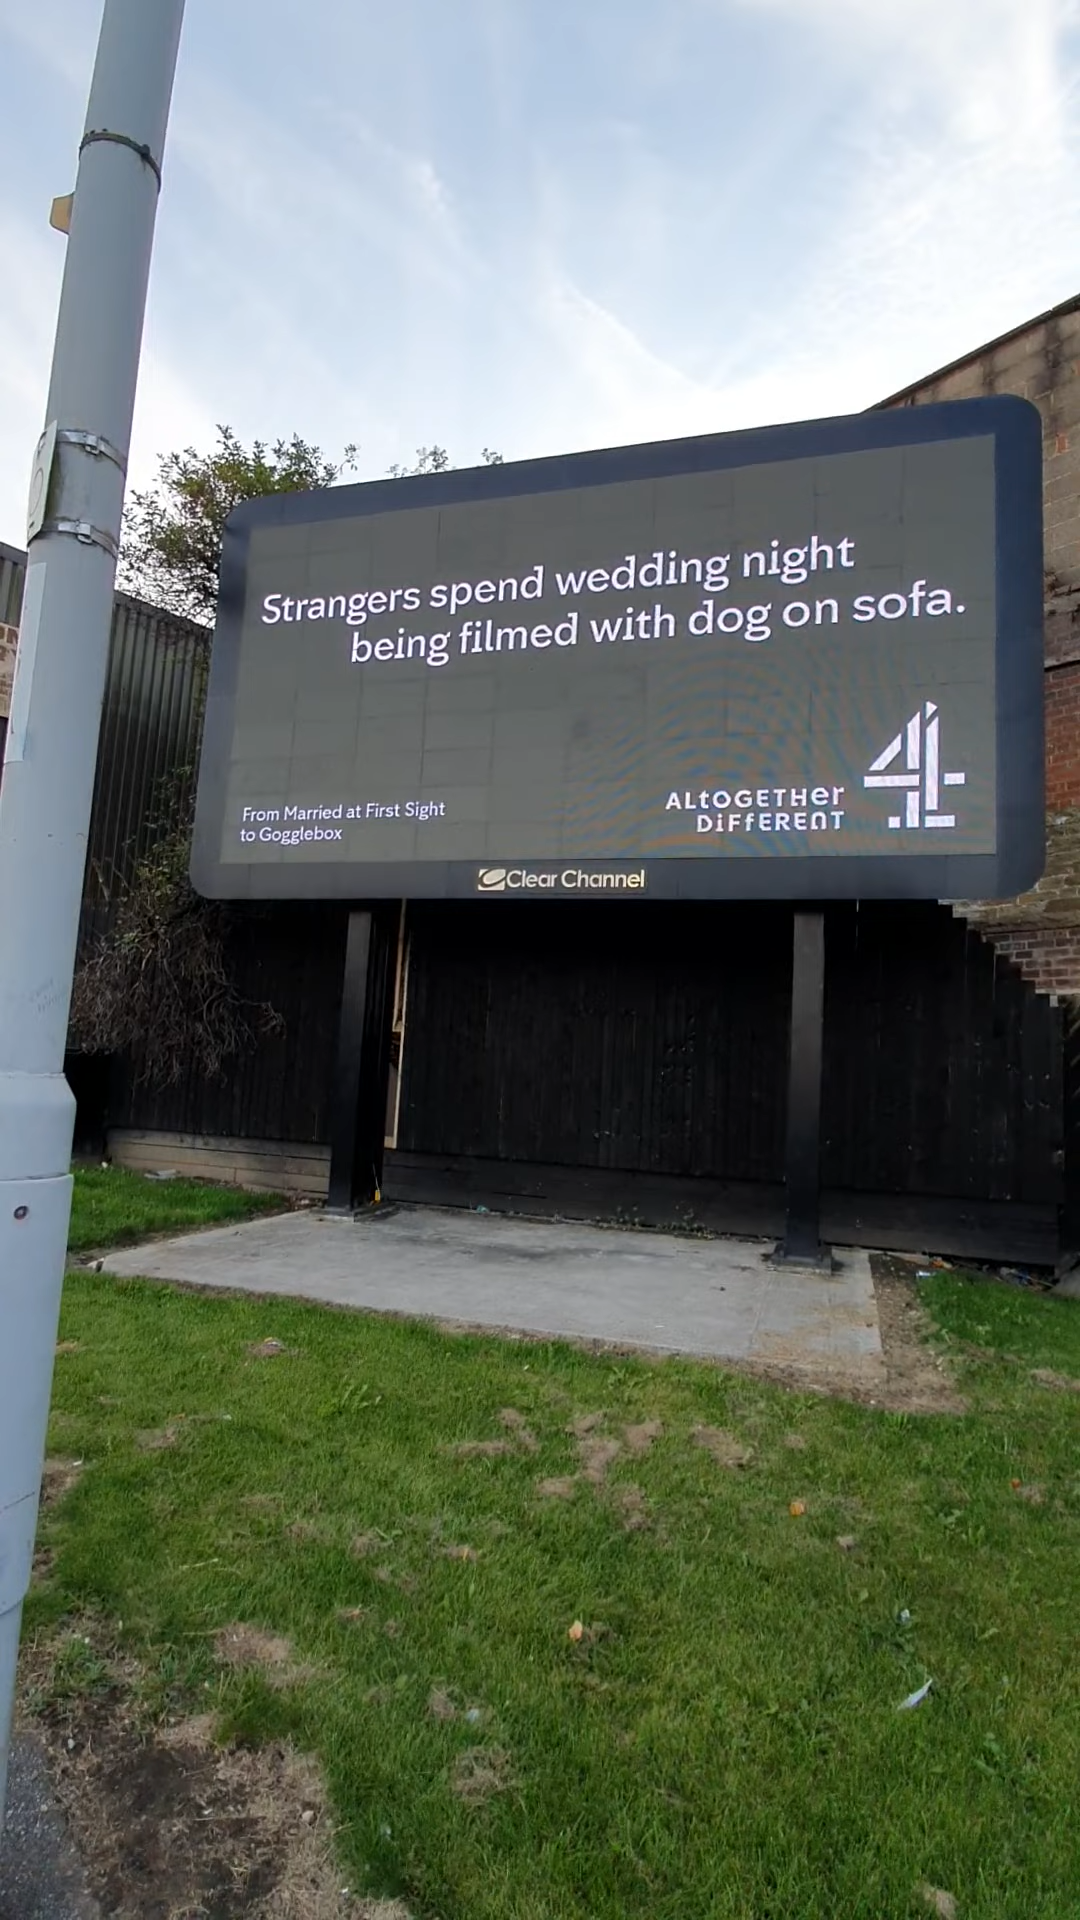 Strangers spend wedding night
being filmed with dog on sofa.
From Married at First Sight
to Gogglebox
ALtOGETHer
DiFfERENT
4
Clear Channel